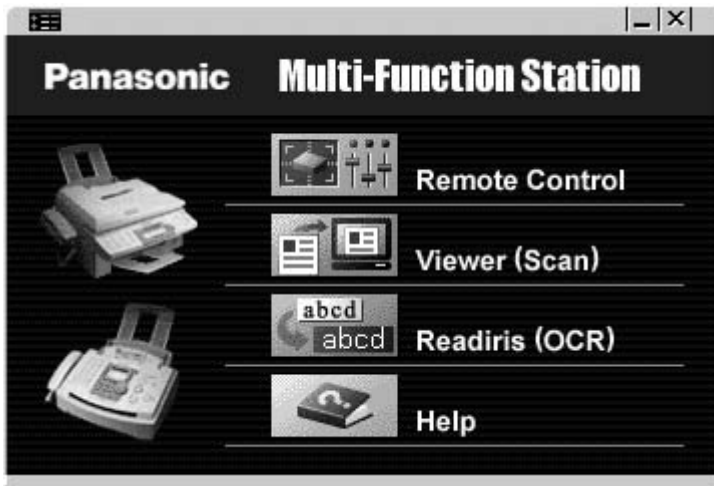 Panasonic Multi-Function Station
Remote Control
Viewer (Scan)
abcd
abcd
Readiris (OCR)
?
Help